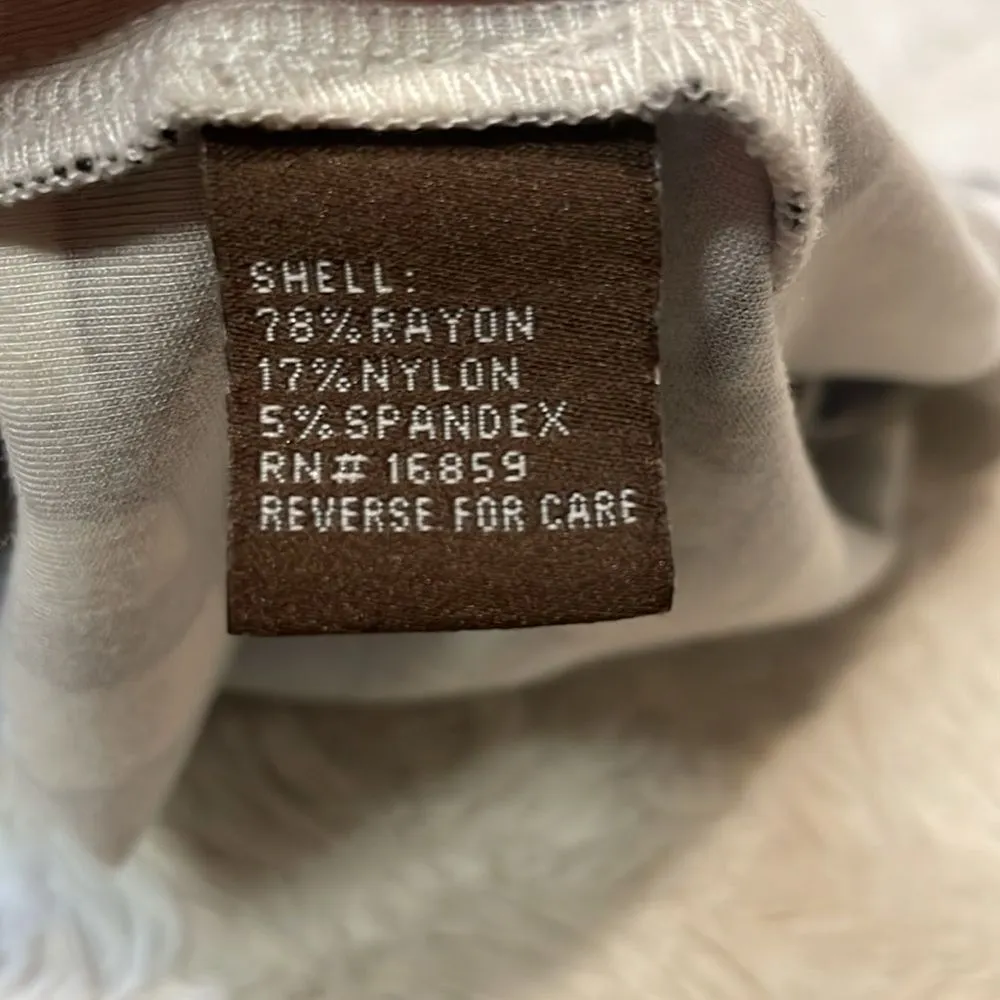 SHELL:
78%RAYON
17%NYLON
5%SPANDEX
RN# 16859
REVERSE FOR CARE